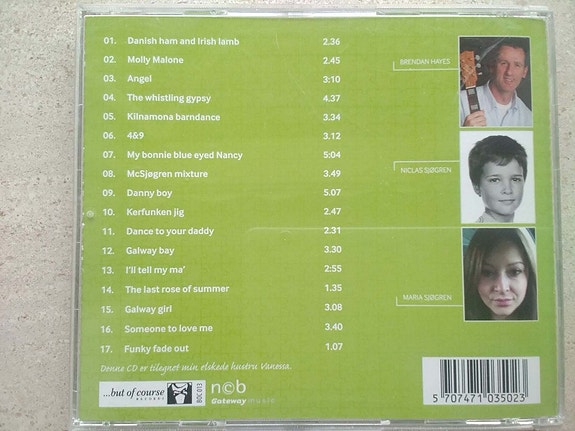 01. Danish ham and Irish lamb 2.36
02. Molly Malone 2.45
03. Angel 3:10
04. The whistling gypsy 4.37
05. Kilnamona barndance 3.34
06. 4&9 3.12
07. My bonnie blue eyed Nancy 5:04
08. McSjøgren mixture 3.49
09. Danny boy 5.07
10. Kerfunken jig 2.47
11. Dance to your daddy 2.31
12. Galway bay 3.30
13. I'll tell my ma' 2:55
14. The last rose of summer 1.35
15. Galway girl 3.08
16. Someone to love me 3.40
17. Funky fade out 1.07
BRENDAN HAYES
NICLAS SJØGREN
MARIA SJØGREN
Denne CD er tilegnet min elskede hustru Vanessa.
...but of course
RECORDS
BOC 013
n©b
Gateway music
5 707471 035023